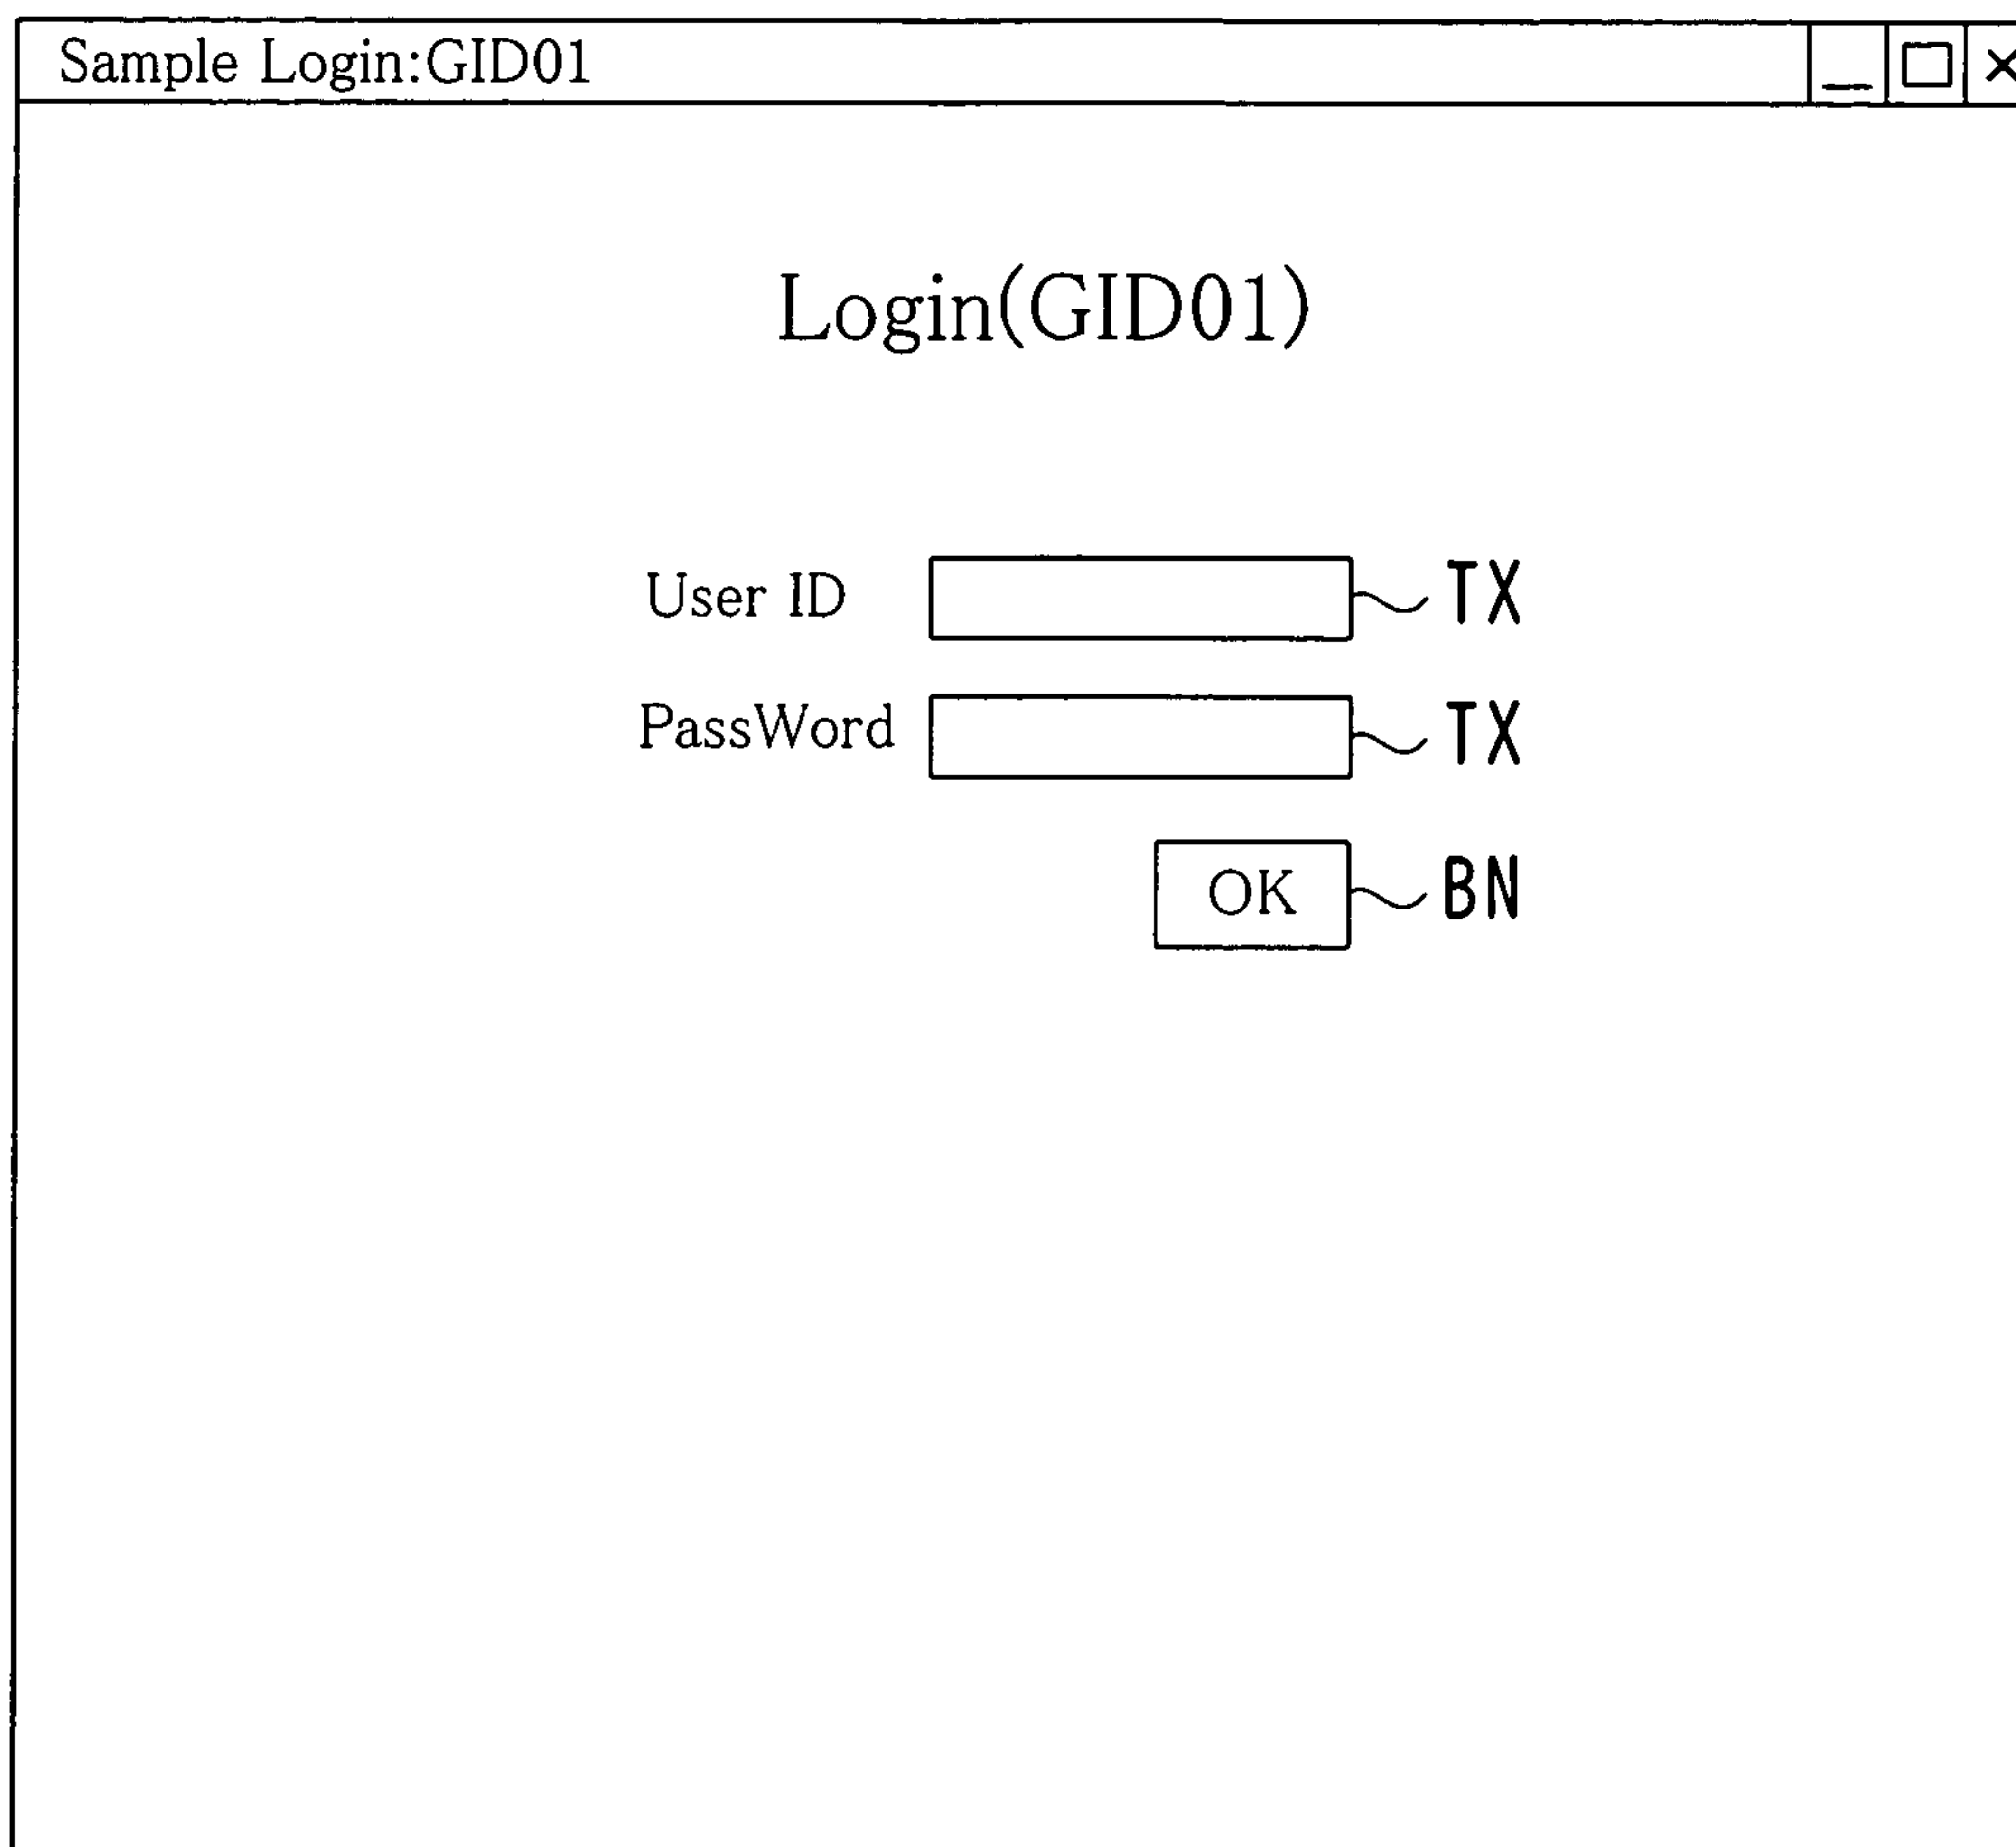 Sample Login:GID01
Login(GID01)
User ID TX
PassWord TX
OK BN